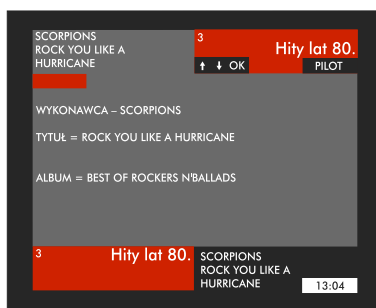 SCORPIONS
ROCK YOU LIKE A
HURRICANE
3
Hity lat 80.
↑ ↓ OK
PILOT
WYKONAWCA – SCORPIONS
TYTUŁ = ROCK YOU LIKE A HURRICANE
ALBUM = BEST OF ROCKERS N'BALLADS
3
Hity lat 80.
SCORPIONS
ROCK YOU LIKE A
HURRICANE
13:04